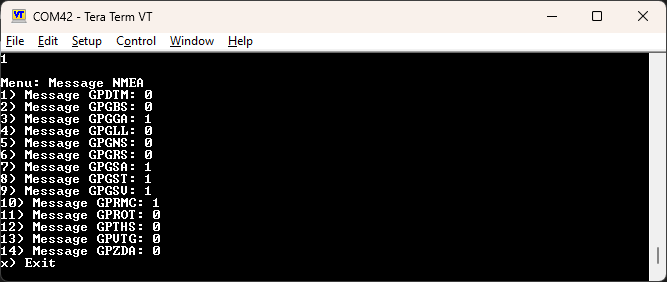 VT
COM42 - Tera Term VT
File Edit Setup Control Window Help
1
Menu: Message NMEA
1) Message GPDTM: 0
2) Message GPGBS: 0
3) Message GPGGA: 1
4) Message GPGLL: 0
5) Message GPGNS: 0
6) Message GPGRS: 0
7) Message GPGSA: 1
8) Message GPGST: 1
9) Message GPGSV: 1
10) Message GPRMC: 1
11) Message GPROT: 0
12) Message GPTHS: 0
13) Message GPVTG: 0
14) Message GPZDA: 0
x) Exit